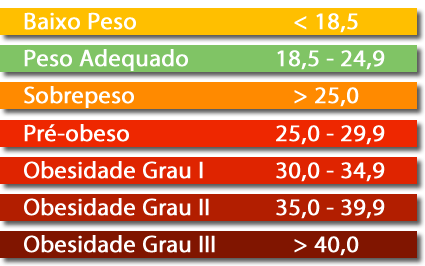 Baixo Peso < 18,5
Peso Adequado 18,5 - 24,9
Sobrepeso > 25,0
Pré-obeso 25,0 - 29,9
Obesidade Grau I 30,0 - 34,9
Obesidade Grau II 35,0 - 39,9
Obesidade Grau III > 40,0